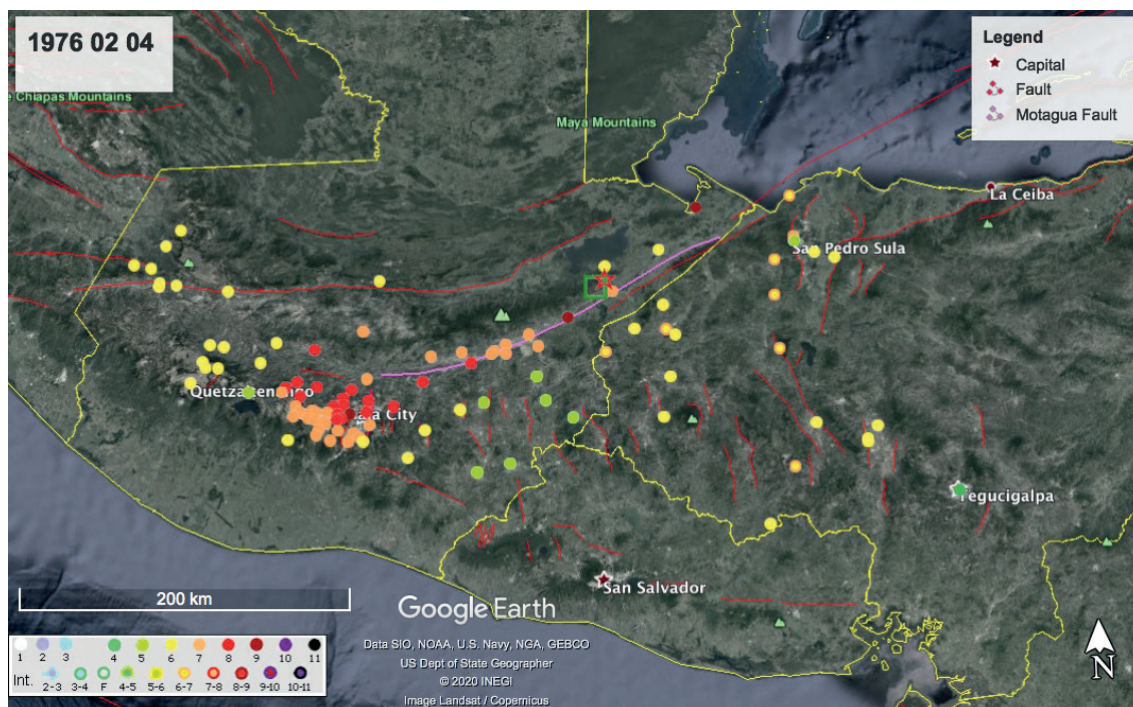 1976 02 04
Legend
Capital
Fault
Motagua Fault
Chiapas Mountains
Maya Mountains
La Ceiba
San Pedro Sula
Quetzaltenango
City
Tegucigalpa
San Salvador
200 km
Google Earth
Data SIO, NOAA, U.S. Navy, NGA, GEBCO
US Dept of State Geographer
© 2020 INEGI
Image Landsat / Copernicus
N
1 2 3 4 5 6 7 8 9 10 11
Int. 2-3 3-4 F 4-5 5-6 6-7 7-8 8-9 9-10 10-11